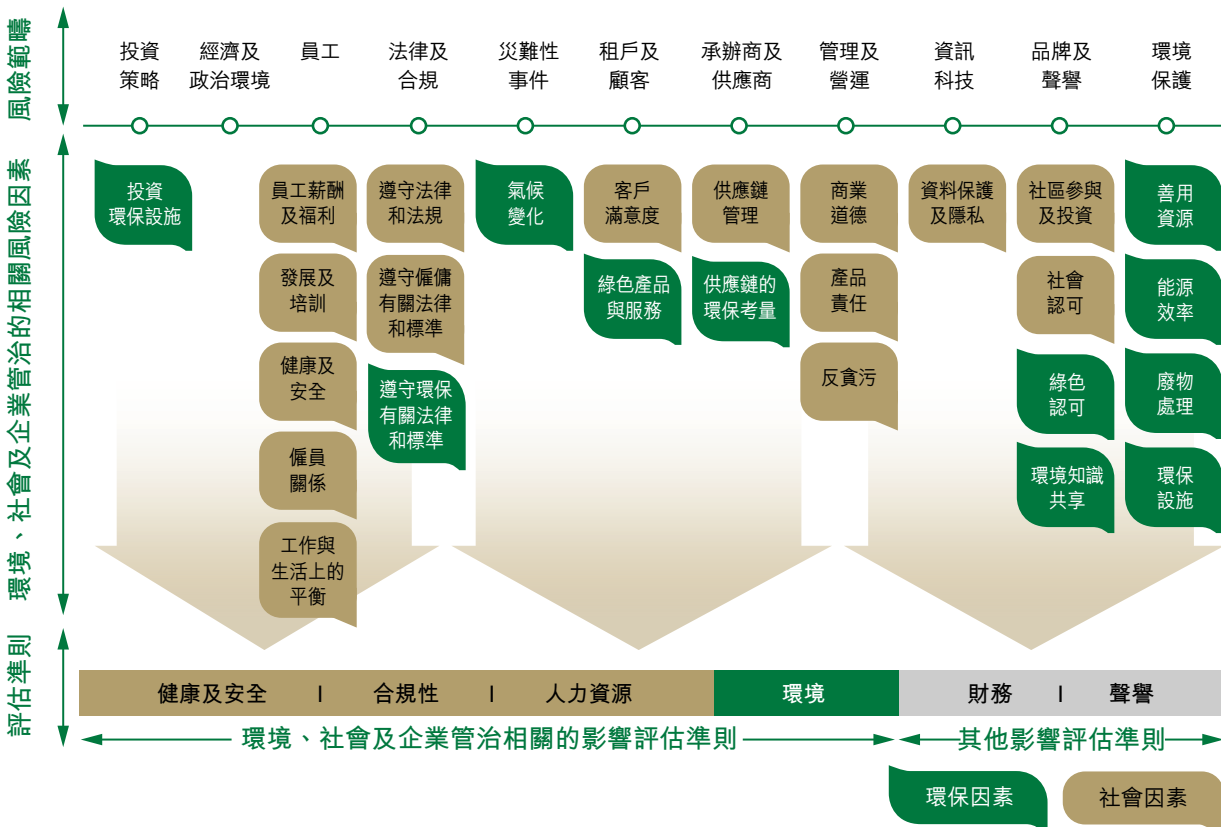 風險範疇
投資
策略
經濟及
政治環境
員工
法律及
合規
災難性
事件
租戶及
顧客
承辦商及
供應商
管理及
營運
資訊
科技
品牌及
聲譽
環境
保護
環境、社會及企業管治的相關風險因素
投資
環保設施
員工薪酬
及福利
發展及
培訓
健康及
安全
僱員
關係
工作與
生活上的
平衡
遵守法律
和法規
遵守僱傭
有關法律
和標準
遵守環保
有關法律
和標準
氣候
變化
客戶
滿意度
綠色產品
與服務
供應鏈
管理
供應鏈的
環保考量
商業
道德
產品
責任
反貪污
資料保護
及隱私
社區參與
及投資
社會
認可
綠色
認可
環境知識
共享
善用
資源
能源
效率
廢物
處理
環保
設施
評估準則
健康及安全 | 合規性 | 人力資源 環境 財務 | 聲譽
環境、社會及企業管治相關的影響評估準則 其他影響評估準則
環保因素 社會因素